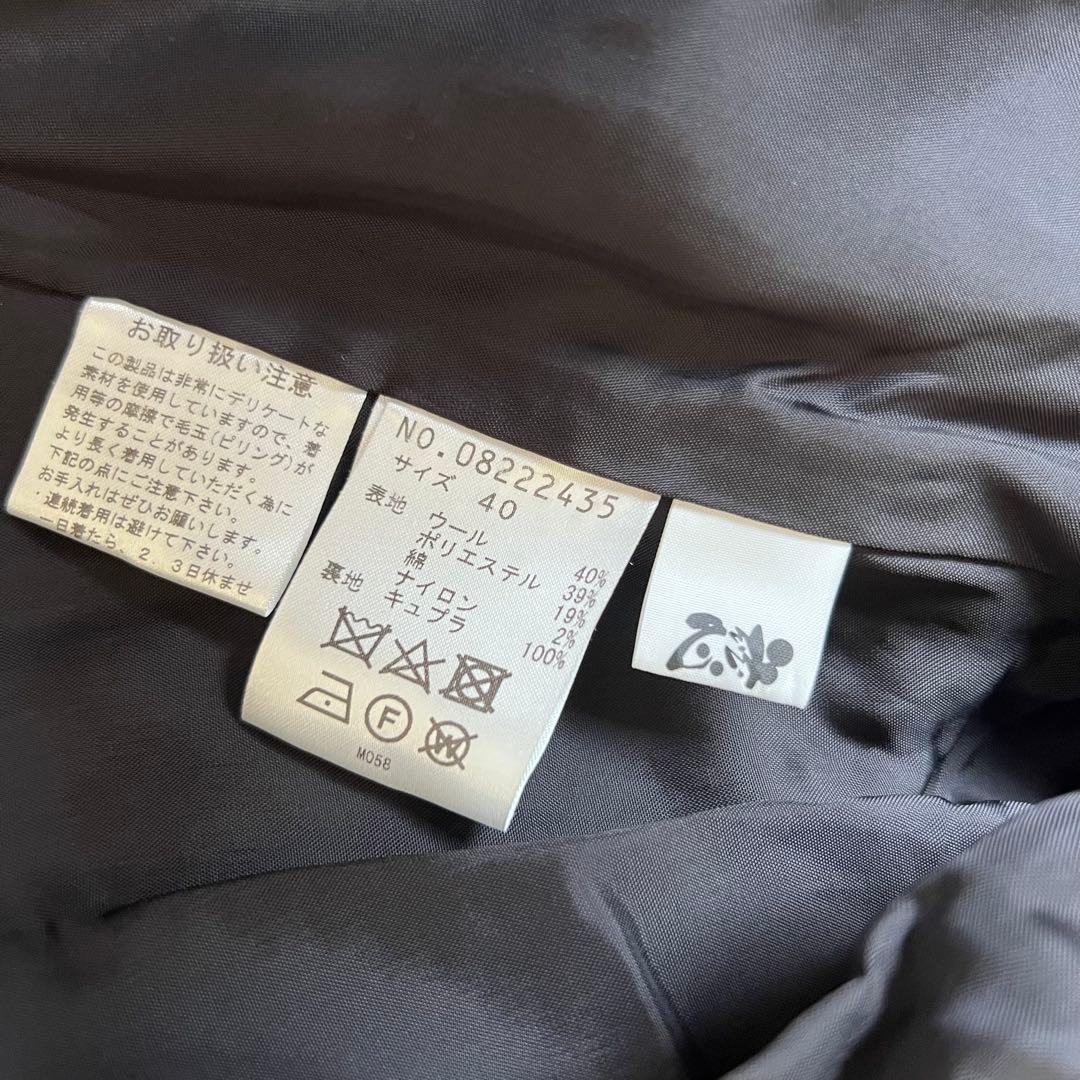 お取り扱い注意
この製品は非常にデリケートな
素材を使用していますので、着
用等の摩擦で毛玉(ピリング)が
発生することがあります。
より長く着用していただく為に
下記の点にご注意下さい。
お手入れはぜひお願いします。
・連続着用は避けて下さい。
一日着たら、2、3日休ませ
NO.08222435
サイズ 40
表地 ウール 40%
ポリエステル 39%
綿 19%
ナイロン 2%
裏地 キュプラ 100%
F
W
M058